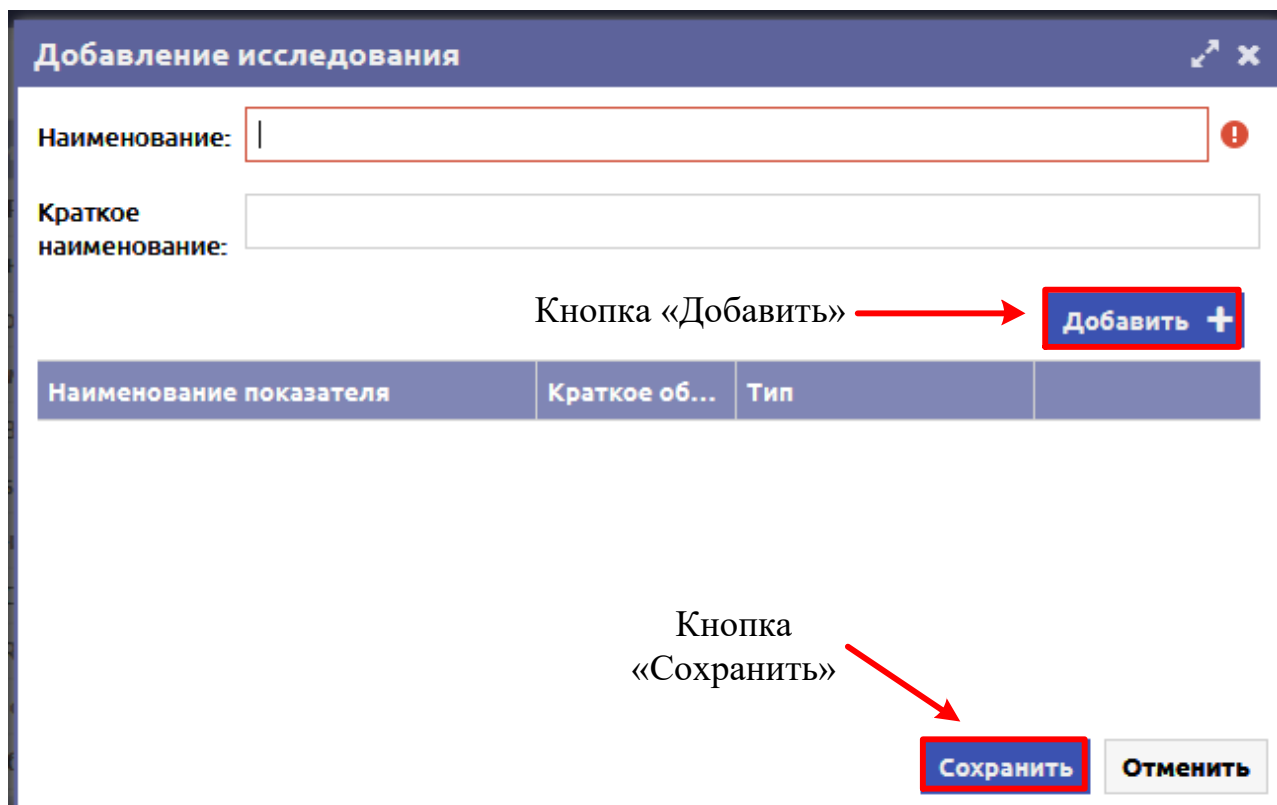 Добавление исследования
Наименование:
Краткое
наименование:
Кнопка «Добавить»
Добавить +
Наименование показателя Краткое об... Тип
Кнопка
«Сохранить»
Сохранить Отменить